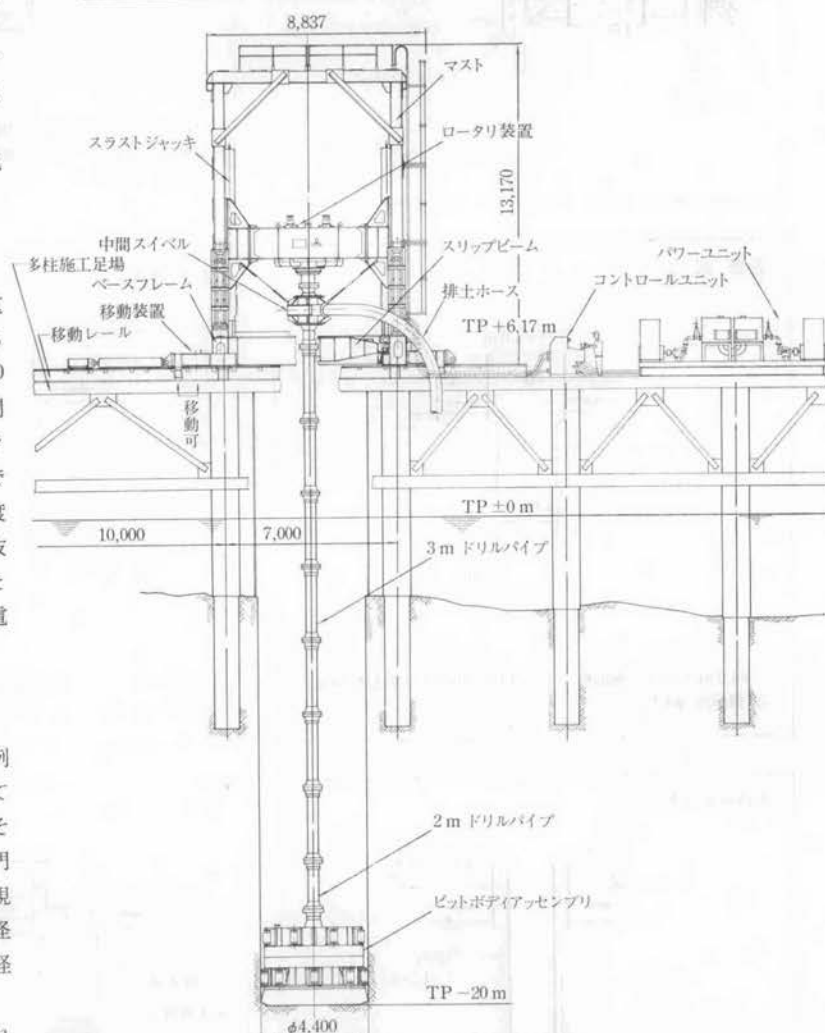 8,837
マスト
スラストジャッキ
ロータリ装置
13,170
中間スイベル
スリップビーム
パワーユニット
多柱施工足場
コントロールユニット
ベースフレーム
排土ホース
移動装置
TP+6.17 m
移動レール
移動可
TP±0 m
10,000
7,000
3m ドリルパイプ
2m ドリルパイプ
ビットボディアッセンブリ
TP−20 m
φ4,400